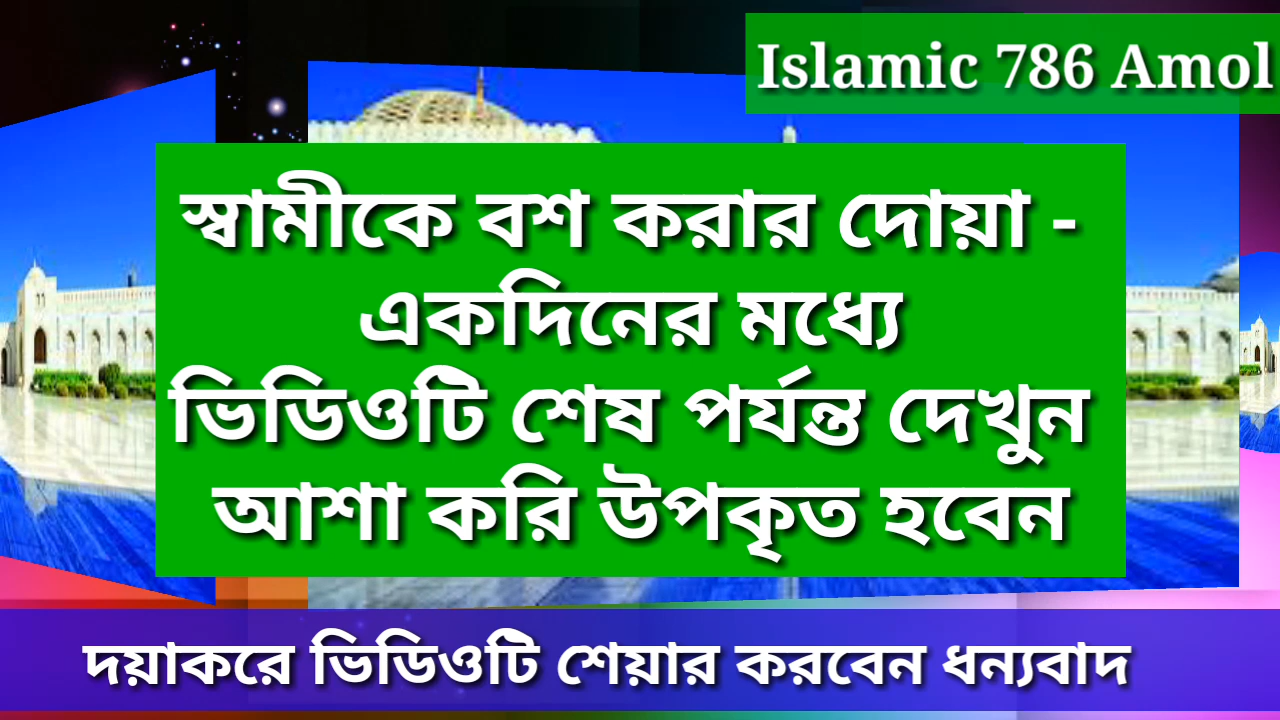 Islamic 786 Amol
স্বামীকে বশ করার দোয়া -
একদিনের মধ্যে
ভিডিওটি শেষ পর্যন্ত দেখুন
আশা করি উপকৃত হবেন
দয়াকরে ভিডিওটি শেয়ার করবেন ধন্যবাদ